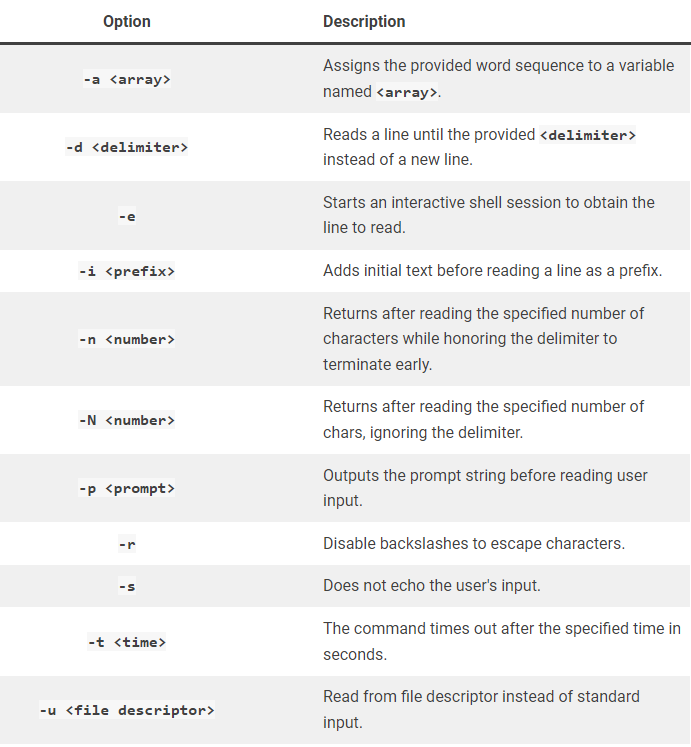 Option Description
-a <array> Assigns the provided word sequence to a variable
named <array>.
-d <delimiter> Reads a line until the provided <delimiter>
instead of a new line.
-e Starts an interactive shell session to obtain the
line to read.
-i <prefix> Adds initial text before reading a line as a prefix.
-n <number> Returns after reading the specified number of
characters while honoring the delimiter to
terminate early.
-N <number> Returns after reading the specified number of
chars, ignoring the delimiter.
-p <prompt> Outputs the prompt string before reading user
input.
-r Disable backslashes to escape characters.
-s Does not echo the user's input.
-t <time> The command times out after the specified time in
seconds.
-u <file descriptor> Read from file descriptor instead of standard
input.